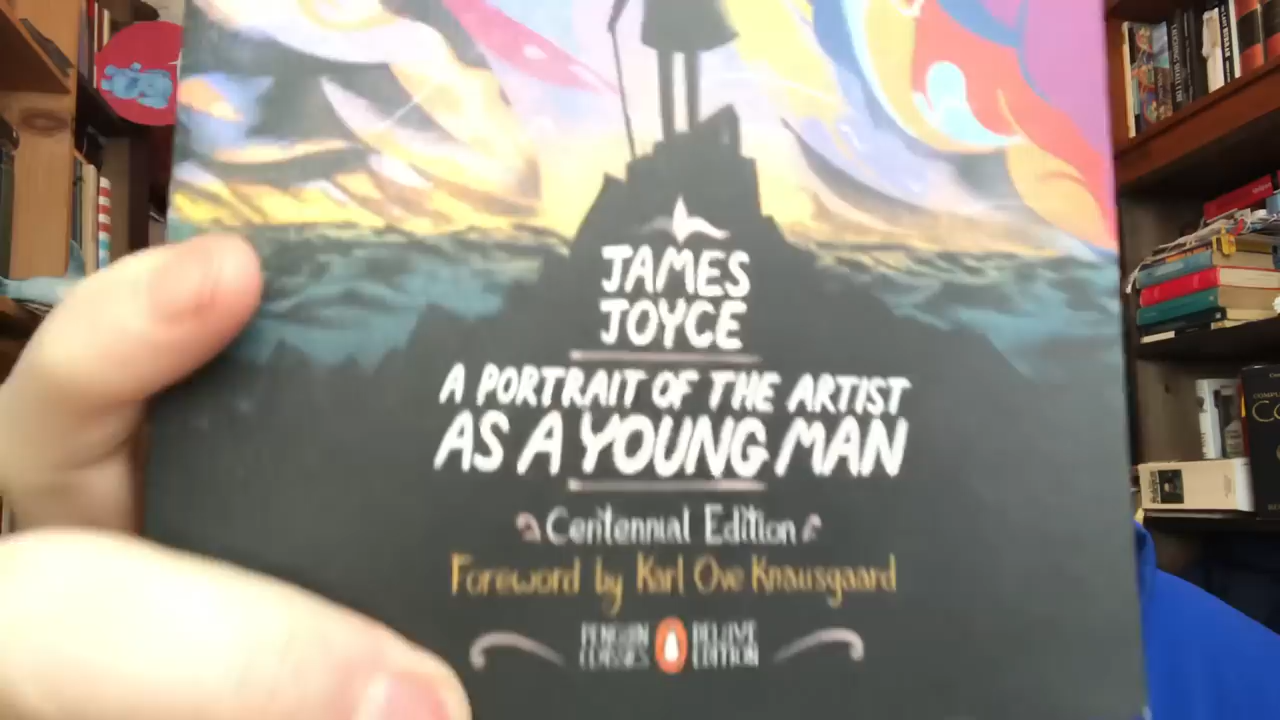 JAMES
JOYCE
A PORTRAIT OF THE ARTIST
AS A YOUNG MAN
Centennial Edition
Foreword by Karl Ove Knausgaard
PENGUIN DELUXE
CLASSICS EDITION